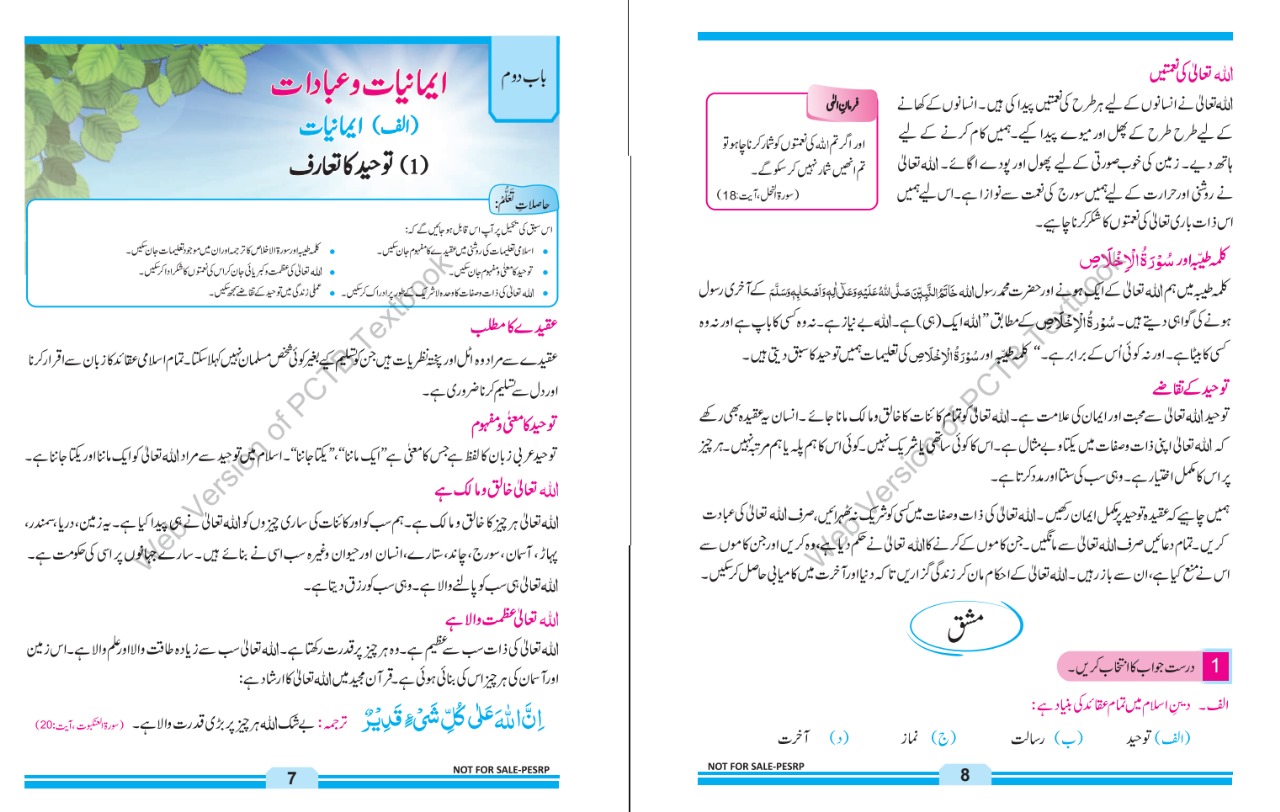 باب دوم
ایمانیات و عبادات
(الف) ایمانیات
(1) توحید کا تعارف
حاصلاتِ تَعَلُّم:
اس سبق کی تکمیل پر آپ اس قابل ہو جائیں گے کہ:
• اسلامی تعلیمات کی روشنی میں عقیدے کا مفہوم جان سکیں۔
• توحید کا معنیٰ و مفہوم جان سکیں۔
• اللہ تعالیٰ کی ذات و صفات کا وحدہ لا شریک کے طور پر ادراک کر سکیں۔
• کلمہ طیبہ اور سورۃ الاخلاص کا ترجمہ اور ان میں موجود تعلیمات جان سکیں۔
• اللہ تعالیٰ کی عظمت و کبریائی جان کر اس کی نعمتوں کا شکر ادا کر سکیں۔
• عملی زندگی میں توحید کے تقاضے سمجھ سکیں۔
عقیدے کا مطلب
عقیدے سے مراد وہ اٹل اور پختہ نظریات ہیں جن کو تسلیم کیے بغیر کوئی شخص مسلمان نہیں کہلا سکتا۔ تمام اسلامی عقائد کا زبان سے اقرار کرنا
اور دل سے تسلیم کرنا ضروری ہے۔
توحید کا معنیٰ و مفہوم
توحید عربی زبان کا لفظ ہے جس کا معنیٰ ہے ”ایک ماننا“، ”یکتا جاننا“۔ اسلام میں توحید سے مراد اللہ تعالیٰ کو ایک ماننا اور یکتا جاننا ہے۔
اللہ تعالیٰ خالق و مالک ہے
اللہ تعالیٰ ہر چیز کا خالق و مالک ہے۔ ہم سب کو اور کائنات کی ساری چیزوں کو اللہ تعالیٰ نے ہی پیدا کیا ہے۔ یہ زمین، دریا، سمندر،
پہاڑ، آسمان، سورج، چاند، ستارے، انسان اور حیوان وغیرہ سب اسی نے بنائے ہیں۔ سارے جہانوں پر اسی کی حکومت ہے۔
اللہ تعالیٰ ہی سب کو پالنے والا ہے۔ وہی سب کو رزق دیتا ہے۔
اللہ تعالیٰ عظمت والا ہے
اللہ تعالیٰ کی ذات سب سے عظیم ہے۔ وہ ہر چیز پر قدرت رکھتا ہے۔ اللہ تعالیٰ سب سے زیادہ طاقت والا اور علم والا ہے۔ اس زمین
اور آسمان کی ہر چیز اس کی بنائی ہوئی ہے۔ قرآن مجید میں اللہ تعالیٰ کا ارشاد ہے:
اِنَّ اللہَ عَلٰی کُلِّ شَیْءٍ قَدِیْرٌ ترجمہ: بے شک اللہ ہر چیز پر بڑی قدرت والا ہے۔ (سورۃ العنکبوت، آیت:20)
NOT FOR SALE-PESRP
7
Web Version of PCTB Textbook
اللہ تعالیٰ کی نعمتیں
اللہ تعالیٰ نے انسانوں کے لیے ہر طرح کی نعمتیں پیدا کی ہیں۔ انسانوں کے کھانے
کے لیے طرح طرح کے پھل اور میوے پیدا کیے۔ ہمیں کام کرنے کے لیے
ہاتھ دیے۔ زمین کی خوب صورتی کے لیے پھول اور پودے اگائے۔ اللہ تعالیٰ
نے روشنی اور حرارت کے لیے ہمیں سورج کی نعمت سے نوازا ہے۔ اس لیے ہمیں
اس ذات باری تعالیٰ کی نعمتوں کا شکر کرنا چاہیے۔
فرمانِ الٰہی
اور اگر تم اللہ کی نعمتوں کو شمار کرنا چاہو تو
تم انھیں شمار نہیں کر سکو گے۔
(سورۃ النحل، آیت:18)
کلمہ طیبّہ اور سُوْرَۃُ الْاِخْلَاصِ
کلمہ طیبہ میں ہم اللہ تعالیٰ کے ایک ہونے اور حضرت محمد رسول اللہ خَاتَمُ النَّبِیّٖنَ صَلَّی اللہُ عَلَیْہِ وَعَلٰی اٰلِہٖ وَاَصْحَابِہٖ وَسَلَّمَ کے آخری رسول
ہونے کی گواہی دیتے ہیں۔ سُوْرَۃُ الْاِخْلَاصِ کے مطابق ”اللہ ایک (ہی) ہے۔ اللہ بے نیاز ہے۔ نہ وہ کسی کا باپ ہے اور نہ وہ
کسی کا بیٹا ہے۔ اور نہ کوئی اُس کے برابر ہے۔“ کلمہ طیبّہ اور سُوْرَۃُ الْاِخْلَاصِ کی تعلیمات ہمیں توحید کا سبق دیتی ہیں۔
توحید کے تقاضے
توحید اللہ تعالیٰ سے محبت اور ایمان کی علامت ہے۔ اللہ تعالیٰ کو تمام کائنات کا خالق و مالک مانا جائے۔ انسان یہ عقیدہ بھی رکھے
کہ اللہ تعالیٰ اپنی ذات و صفات میں یکتا و بے مثال ہے۔ اس کا کوئی ساتھی یا شریک نہیں۔ کوئی اس کا ہم پلہ یا ہم مرتبہ نہیں۔ ہر چیز
پر اس کا مکمل اختیار ہے۔ وہی سب کی سنتا اور مدد کرتا ہے۔
ہمیں چاہیے کہ عقیدہ توحید پر مکمل ایمان رکھیں۔ اللہ تعالیٰ کی ذات و صفات میں کسی کو شریک نہ ٹھہرائیں، صرف اللہ تعالیٰ کی عبادت
کریں۔ تمام دعائیں صرف اللہ تعالیٰ سے مانگیں۔ جن کاموں کے کرنے کا اللہ تعالیٰ نے حکم دیا ہے، وہ کریں اور جن کاموں سے
اس نے منع کیا ہے، ان سے باز رہیں۔ اللہ تعالیٰ کے احکام مان کر زندگی گزاریں تاکہ دنیا اور آخرت میں کامیابی حاصل کر سکیں۔
مشق
1 درست جواب کا انتخاب کریں۔
الف۔ دینِ اسلام میں تمام عقائد کی بنیاد ہے:
(الف) توحید (ب) رسالت (ج) نماز (د) آخرت
NOT FOR SALE-PESRP
8
Web Version of PCTB Textbook